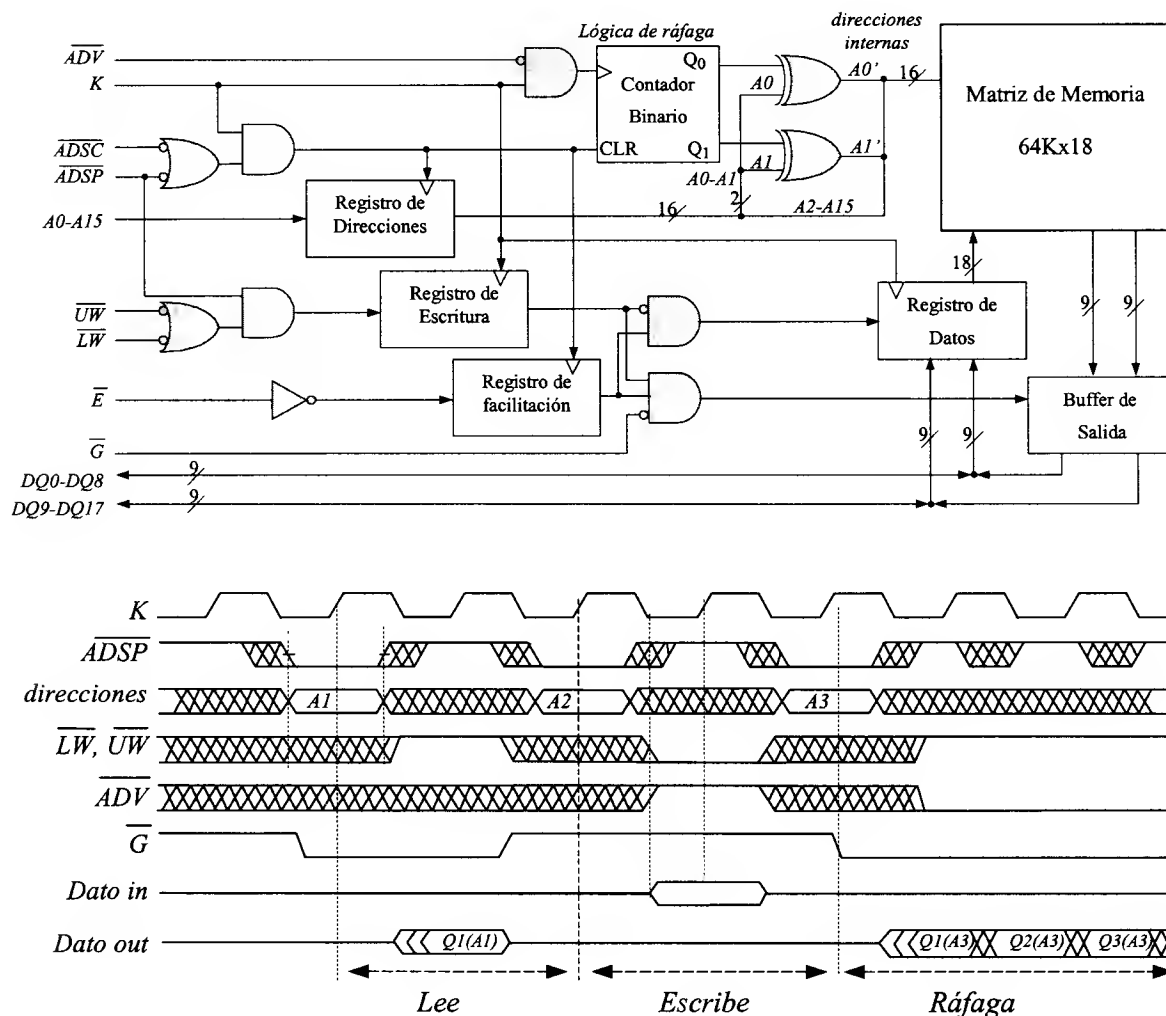 Lógica de ráfaga
direcciones
internas
ADV
K
ADSC
ADSP
A0-A15
UW
LW
E
G
DQ0-DQ8
DQ9-DQ17
Contador
Binario
Q0
Q1
CLR
A0
A1
A0'
A1'
A0-A1
2
16
A2-A15
16
Matriz de Memoria
64Kx18
Registro de
Direcciones
Registro de
Escritura
Registro de
facilitación
18
Registro de
Datos
9
9
Buffer de
Salida
9
9
9
9
K
ADSP
direcciones
A1
A2
A3
LW, UW
ADV
G
Dato in
Dato out
Q1(A1)
Q1(A3)
Q2(A3)
Q3(A3)
Lee
Escribe
Ráfaga